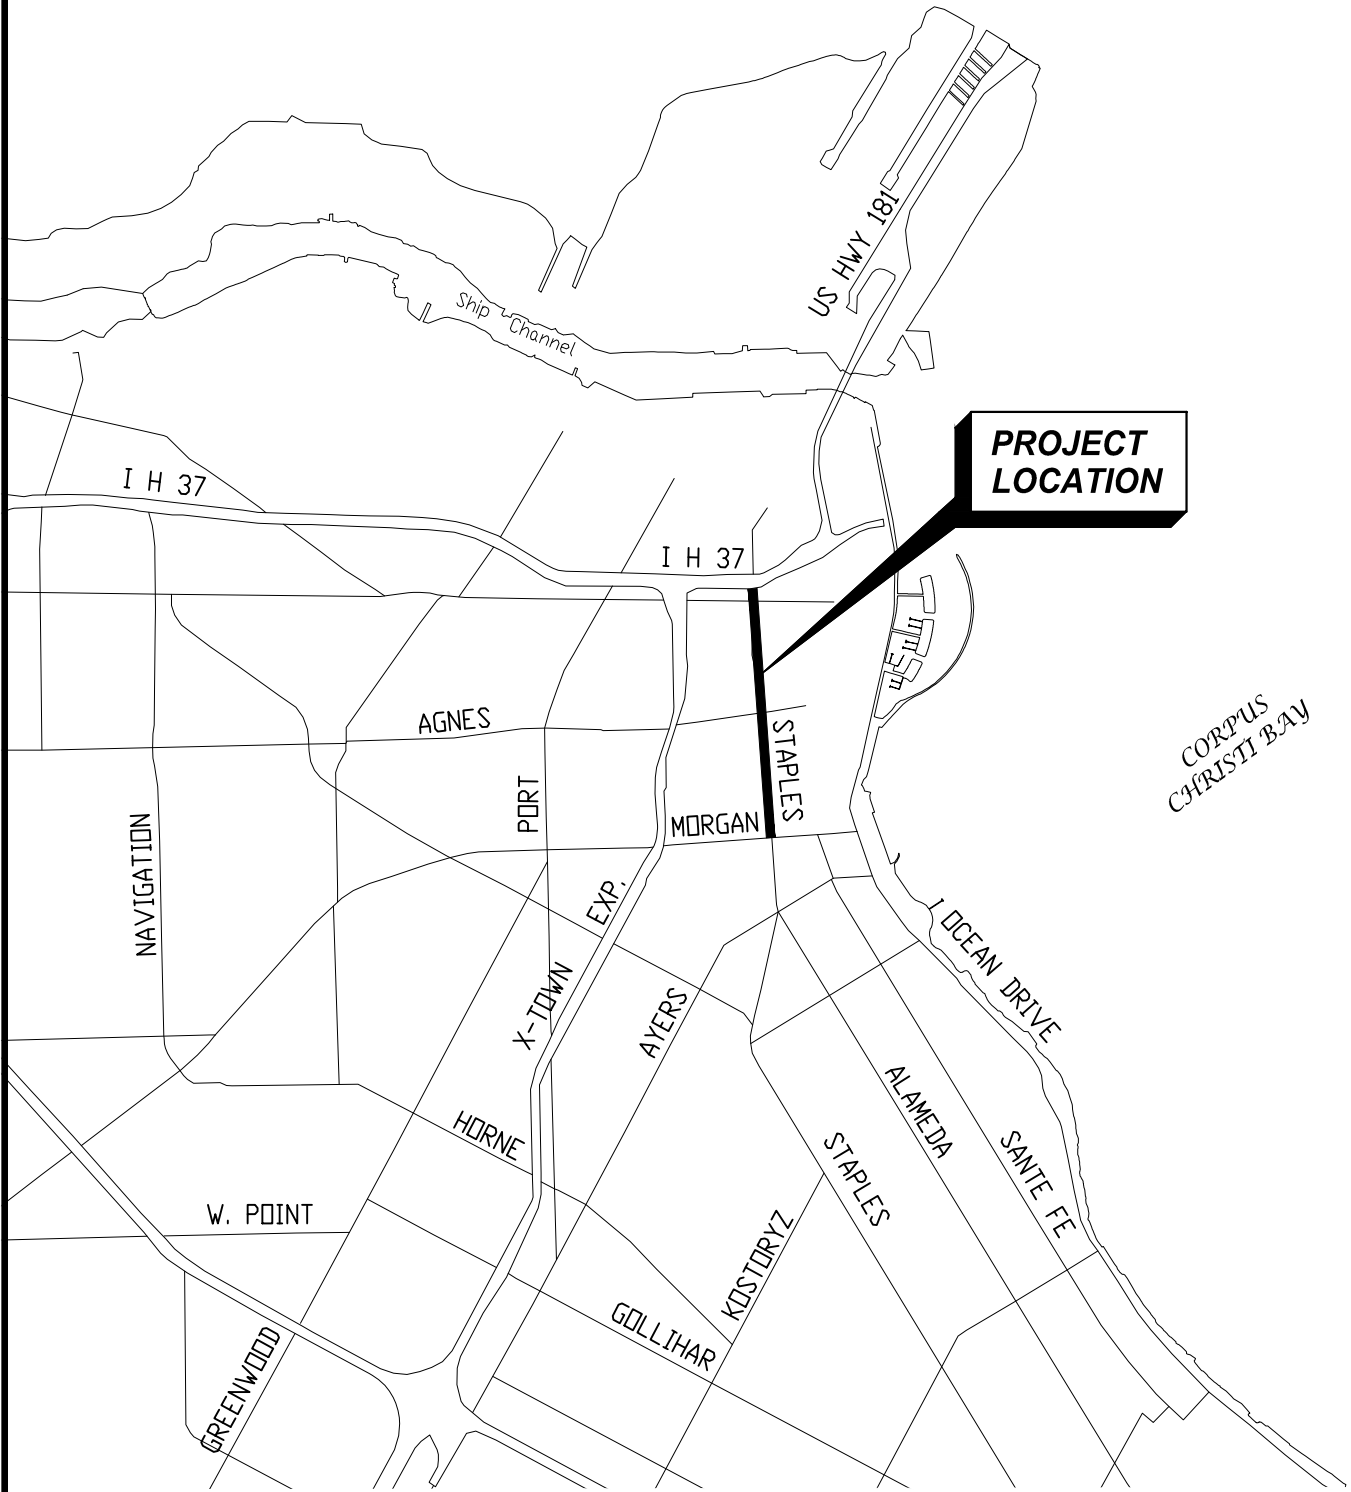 US HWY 181
Ship Channel
PROJECT
LOCATION
I H 37
I H 37
CORPUS
CHRISTI BAY
AGNES
STAPLES
PORT
MORGAN
NAVIGATION
X-TOWN EXP.
OCEAN DRIVE
AYERS
ALAMEDA
HORNE
SANTE FE
STAPLES
W. POINT
KOSTORYZ
GOLLIHAR
GREENWOOD